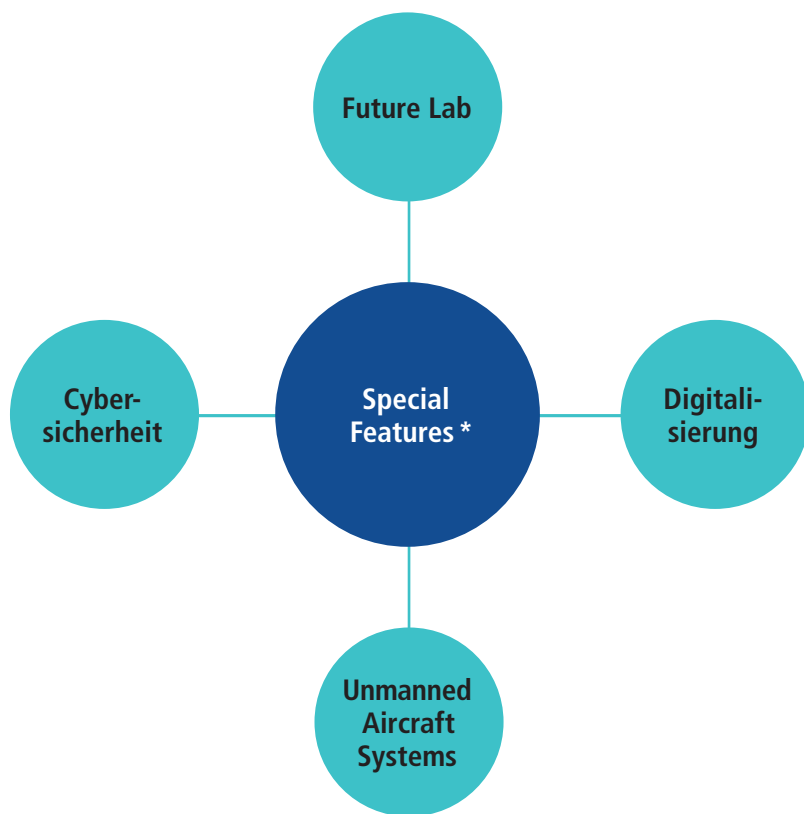 Future Lab
Cyber-
sicherheit
Special
Features *
Digitali-
sierung
Unmanned
Aircraft
Systems